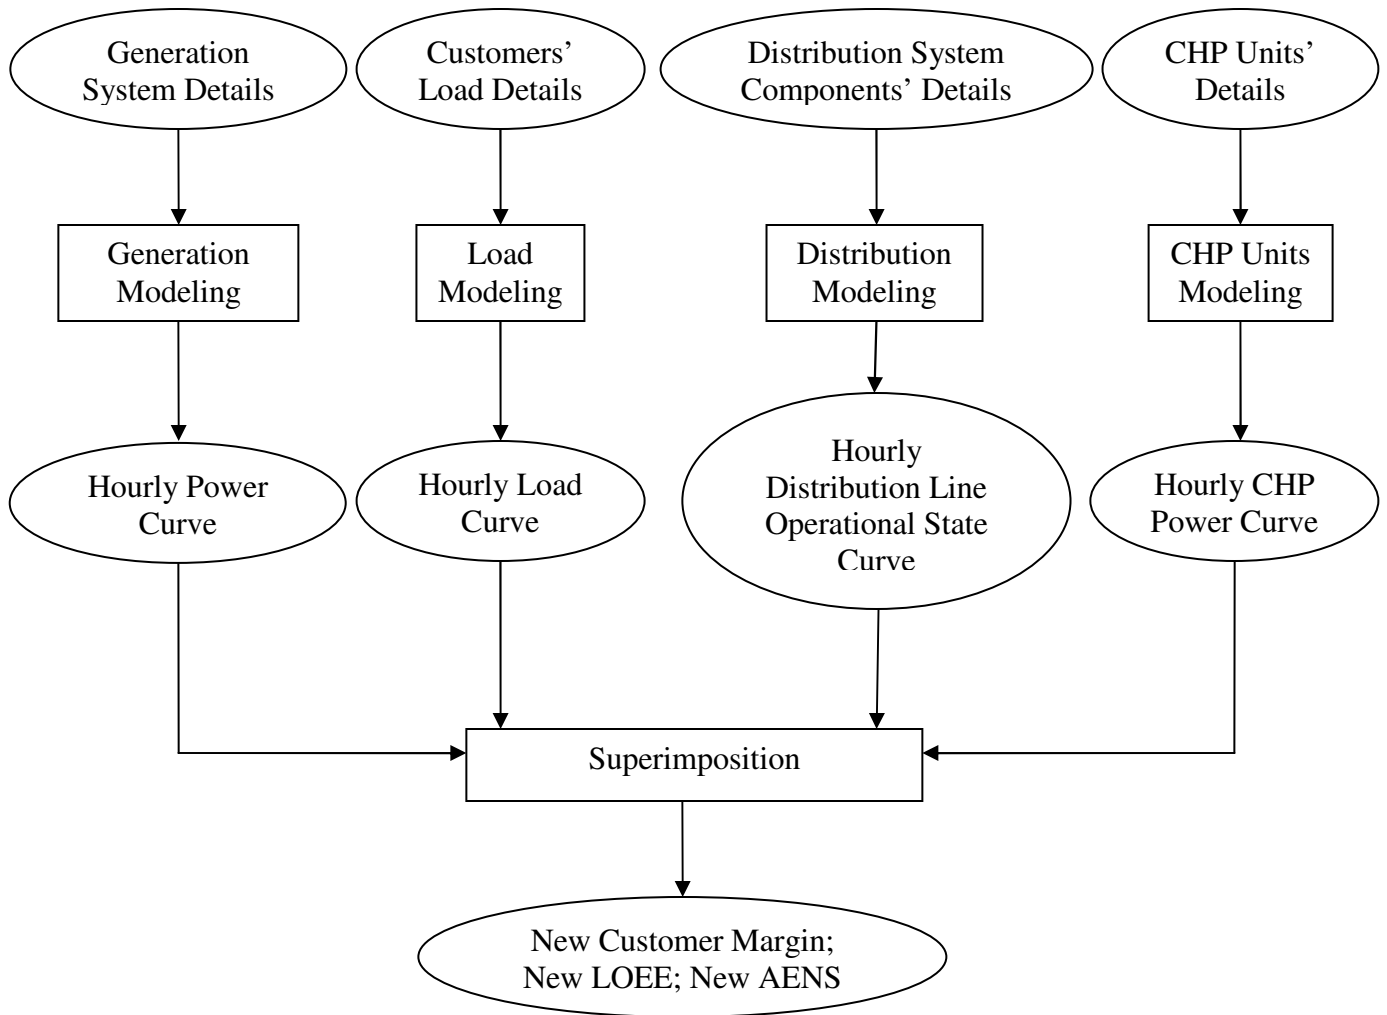 Generation
System Details
Customers'
Load Details
Distribution System
Components' Details
CHP Units'
Details
Generation
Modeling
Load
Modeling
Distribution
Modeling
CHP Units
Modeling
Hourly Power
Curve
Hourly Load
Curve
Hourly
Distribution Line
Operational State
Curve
Hourly CHP
Power Curve
Superimposition
New Customer Margin;
New LOEE; New AENS